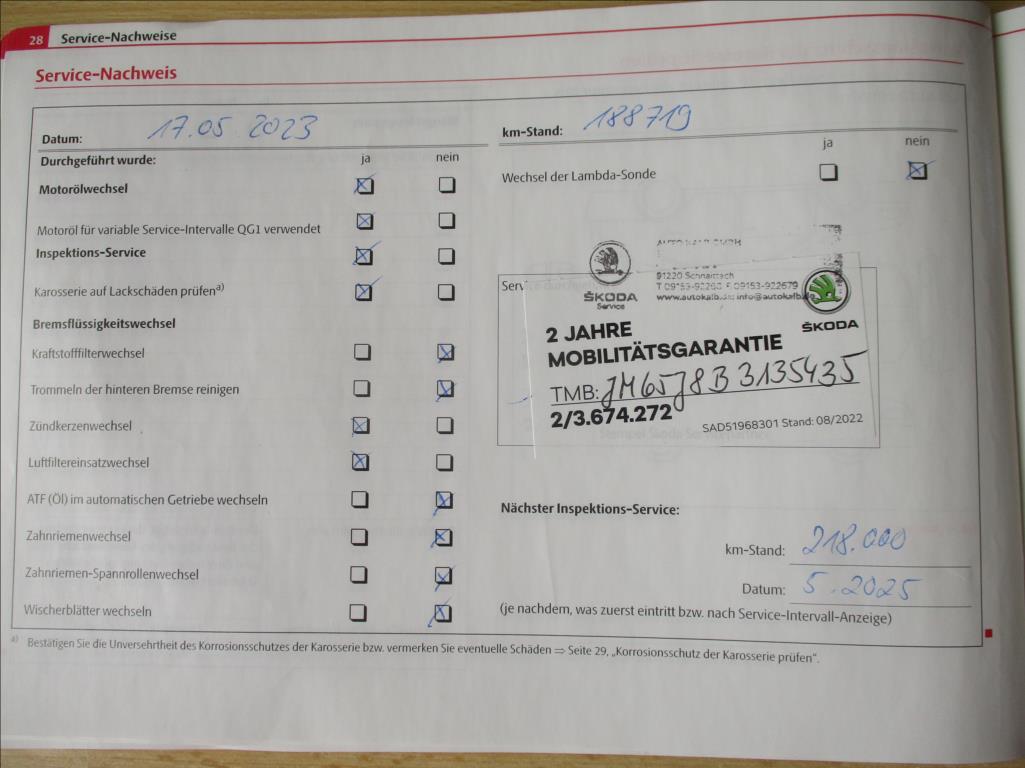 28 Service-Nachweise
Service-Nachweis
Datum: 17.05 2023
km-Stand: 188719
Durchgeführt wurde: ja nein
ja nein
Motorölwechsel
Wechsel der Lambda-Sonde
Motoröl für variable Service-Intervalle QG1 verwendet
Inspektions-Service
Karosserie auf Lackschäden prüfen a)
Bremsflüssigkeitswechsel
Kraftstofffilterwechsel
Trommeln der hinteren Bremse reinigen
Zündkerzenwechsel
Luftfiltereinsatzwechsel
ATF (Öl) im automatischen Getriebe wechseln
Zahnriemenwechsel
Zahnriemen-Spannrollenwechsel
Wischerblätter wechseln
ŠKODA
Service
91220 Schnaittach
ŠKODA
2 JAHRE
MOBILITÄTSGARANTIE
TMB: JM65J8B3135435
2/3.674.272
SAD51968301 Stand: 08/2022
Nächster Inspektions-Service:
km-Stand: 218.000
Datum: 5.2025
(je nachdem, was zuerst eintritt bzw. nach Service-Intervall-Anzeige)
a) Bestätigen Sie die Unversehrtheit des Korrosionsschutzes der Karosserie bzw. vermerken Sie eventuelle Schäden ⇒ Seite 29, „Korrosionsschutz der Karosserie prüfen“.